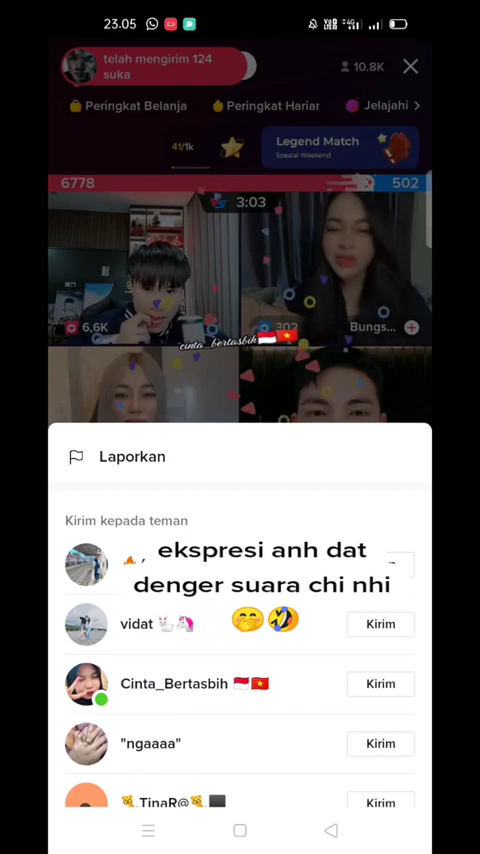 23.05
telah mengirim 124
suka
10.8K
Peringkat Belanja
Peringkat Harian
Jelajahi
41/1k
Legend Match
Spesial Weekend
6778
502
3:03
6,6K
302
Bungs...
cinta_bertasbih
Laporkan
Kirim kepada teman
ekspresi anh dat
denger suara chi nhi
🤭🤣
vidat 🐇🦄
Kirim
Cinta_Bertasbih 🇮🇩🇻🇳
Kirim
"ngaaaa"
Kirim
🐯.TinaR@🐯⬛
Kirim